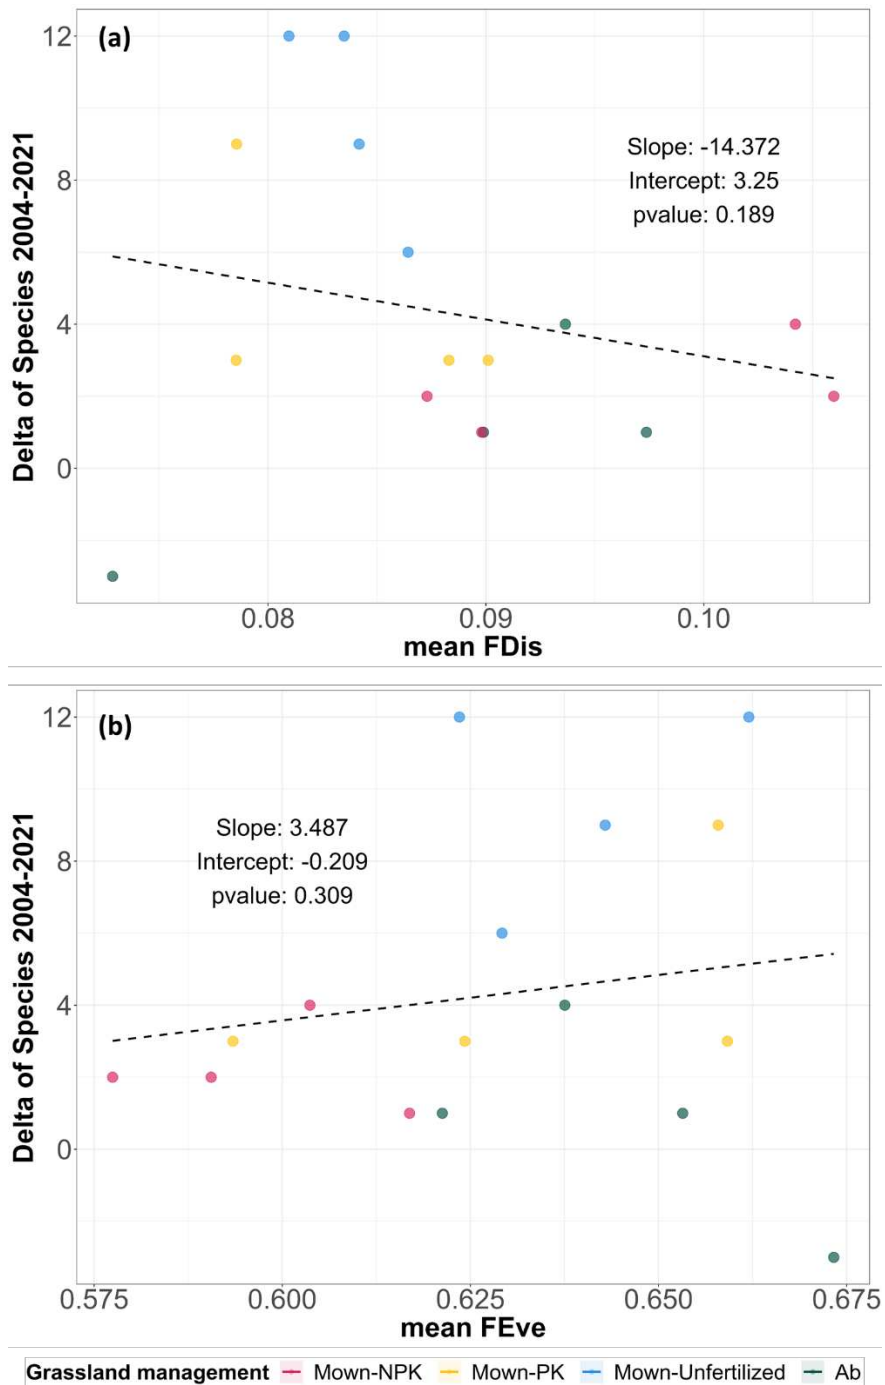 (a)
12
8
4
0
Delta of Species 2004-2021
Slope: -14.372
Intercept: 3.25
pvalue: 0.189
0.08 0.09 0.10
mean FDis
(b)
12
8
4
0
Delta of Species 2004-2021
Slope: 3.487
Intercept: -0.209
pvalue: 0.309
0.575 0.600 0.625 0.650 0.675
mean FEve
Grassland management Mown-NPK Mown-PK Mown-Unfertilized Ab